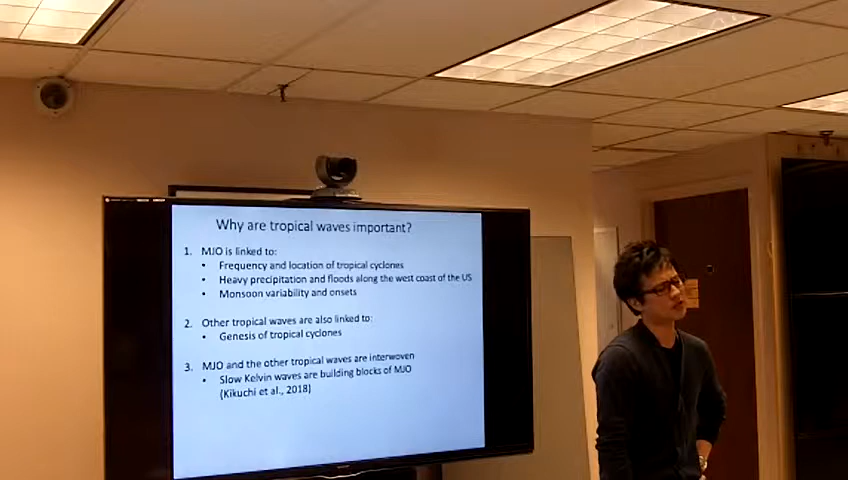 Why are tropical waves important?
1. MJO is linked to:
• Frequency and location of tropical cyclones
• Heavy precipitation and floods along the west coast of the US
• Monsoon variability and onsets
2. Other tropical waves are also linked to:
• Genesis of tropical cyclones
3. MJO and the other tropical waves are interwoven
• Slow Kelvin waves are building blocks of MJO
(Kikuchi et al., 2018)